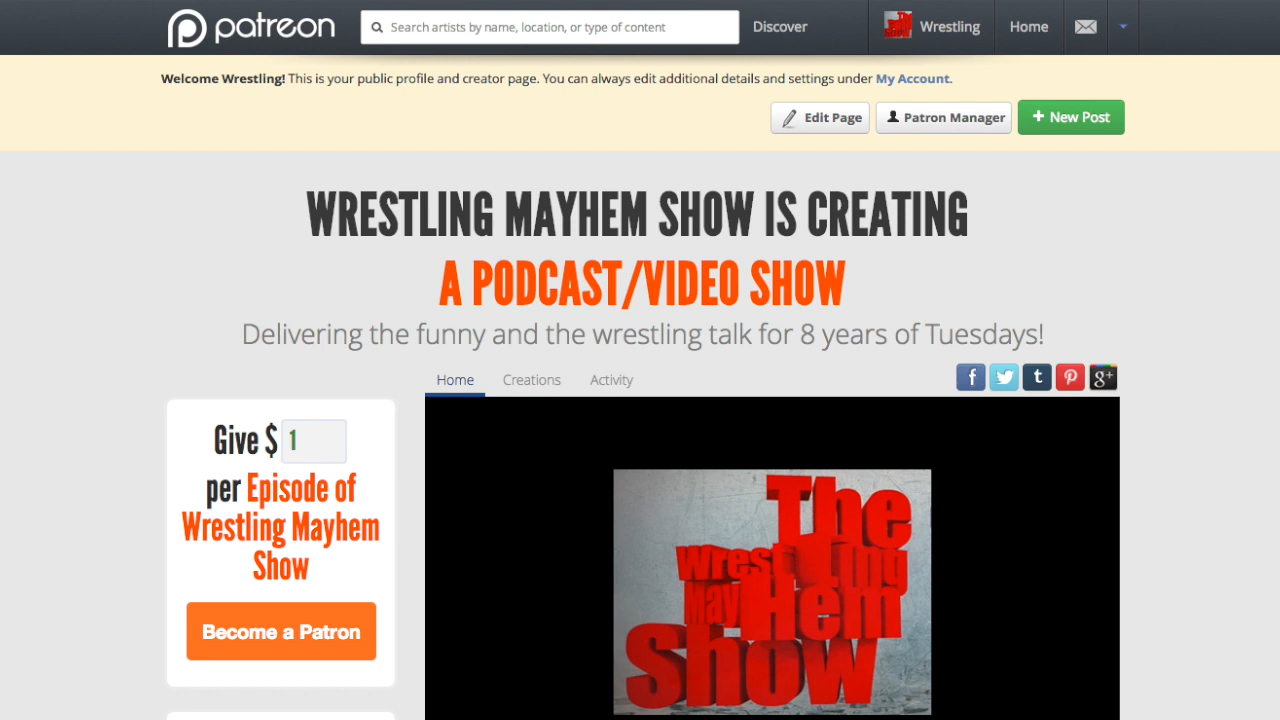 patreon
Search artists by name, location, or type of content
Discover
Wrestling
Home
Welcome Wrestling! This is your public profile and creator page. You can always edit additional details and settings under My Account.
Edit Page
Patron Manager
+ New Post
WRESTLING MAYHEM SHOW IS CREATING
A PODCAST/VIDEO SHOW
Delivering the funny and the wrestling talk for 8 years of Tuesdays!
Home
Creations
Activity
f
t
g+
Give $ 1
per Episode of
Wrestling Mayhem
Show
Become a Patron
The
Wrestling
MayHem
Show